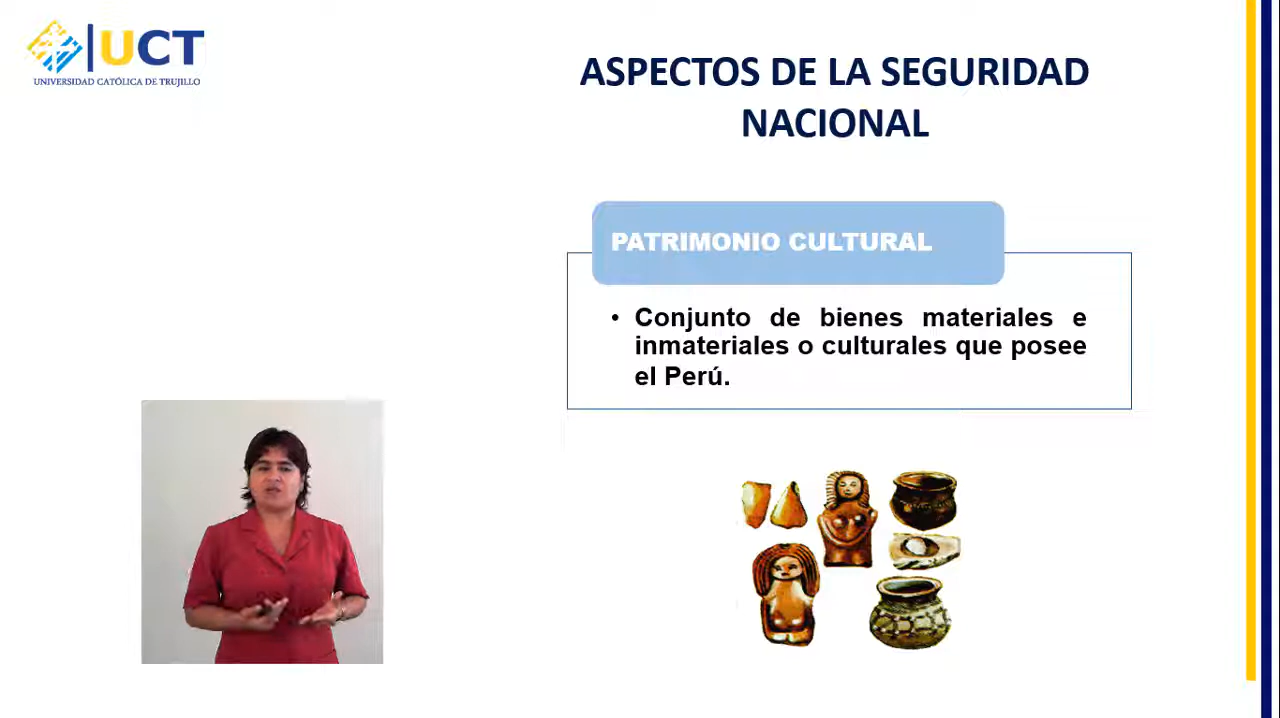 UCT
UNIVERSIDAD CATÓLICA DE TRUJILLO
ASPECTOS DE LA SEGURIDAD
NACIONAL
PATRIMONIO CULTURAL
• Conjunto de bienes materiales e
inmateriales o culturales que posee
el Perú.